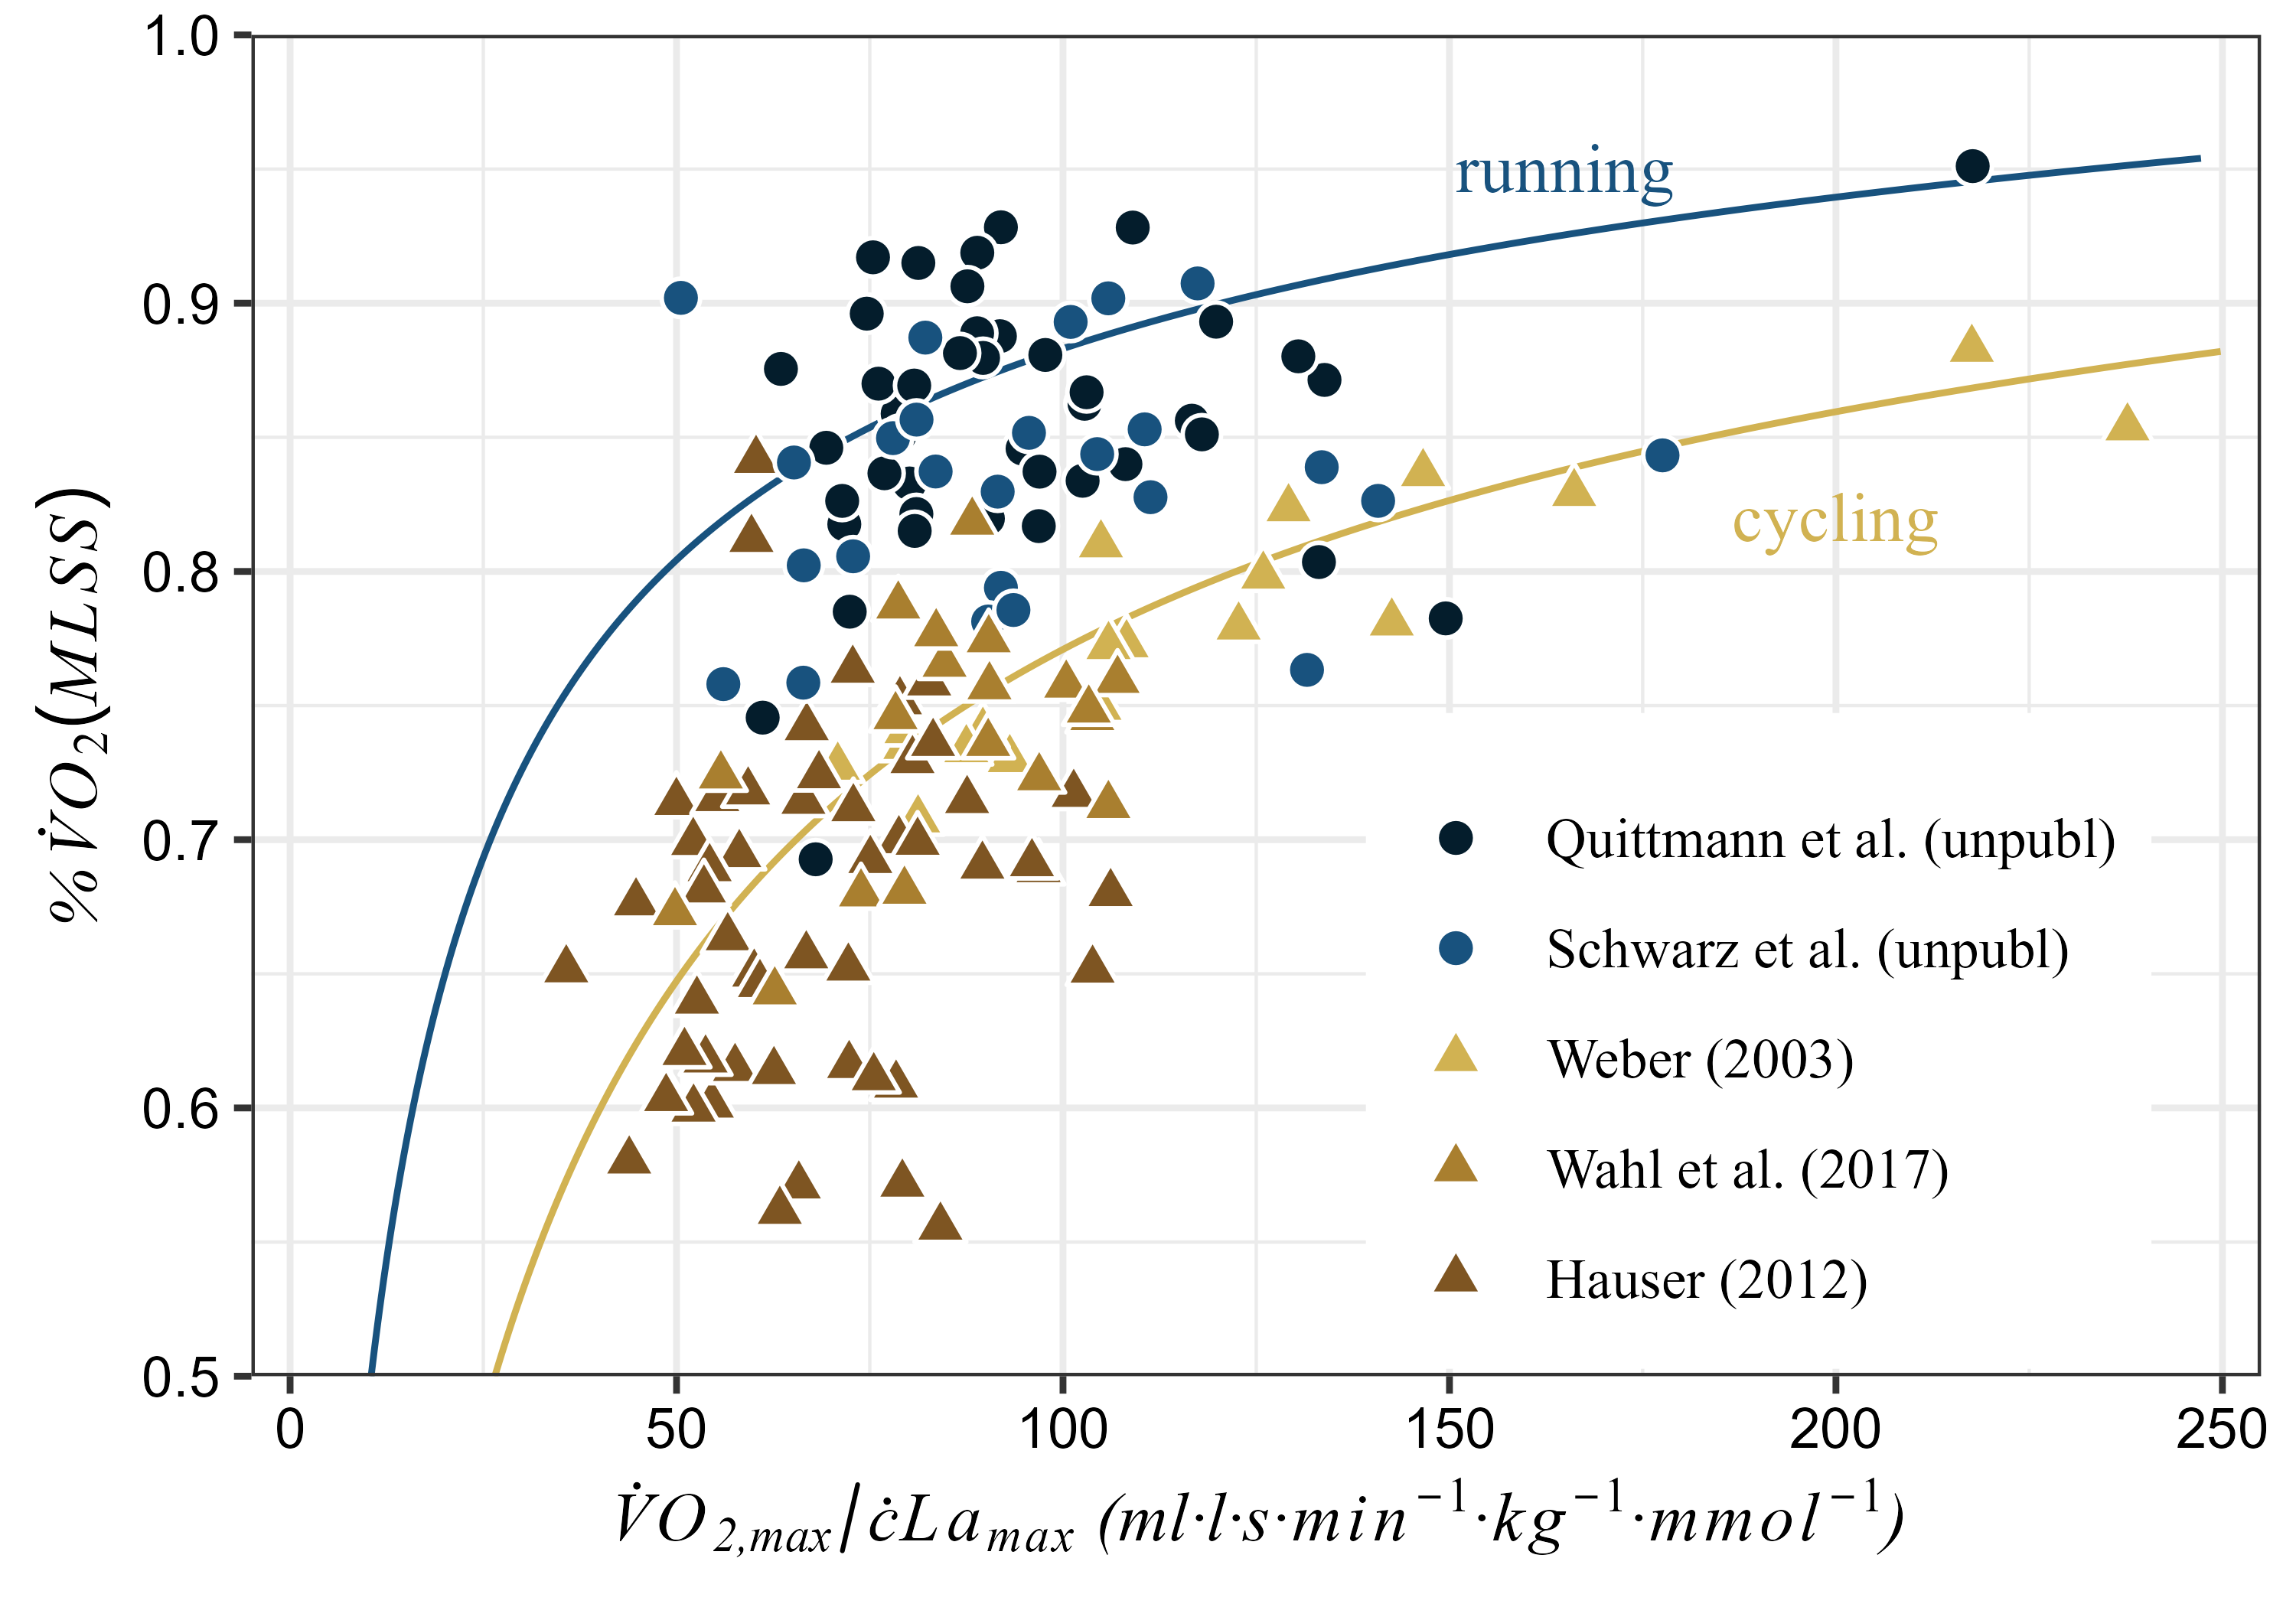 1.0
0.9
0.8
0.7
0.6
0.5
%V̇O₂(MLSS)
running
cycling
Quittmann et al. (unpubl)
Schwarz et al. (unpubl)
Weber (2003)
Wahl et al. (2017)
Hauser (2012)
0 50 100 150 200 250
V̇O₂,max/ċLamax (ml·l·s·min⁻¹·kg⁻¹·mmol⁻¹)